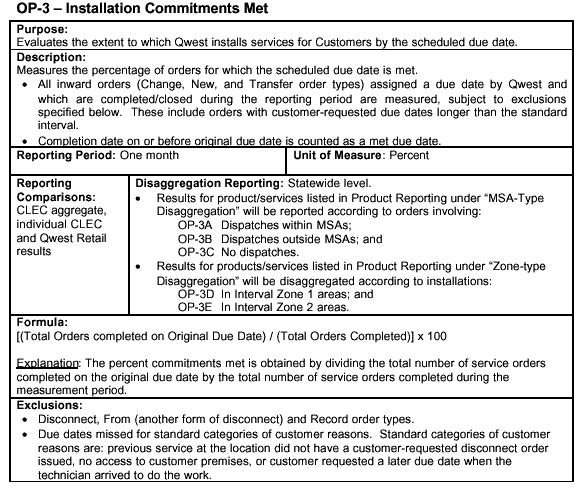 OP-3 – Installation Commitments Met
Purpose:
Evaluates the extent to which Qwest installs services for Customers by the scheduled due date.
Description:
Measures the percentage of orders for which the scheduled due date is met.
• All inward orders (Change, New, and Transfer order types) assigned a due date by Qwest and
which are completed/closed during the reporting period are measured, subject to exclusions
specified below. These include orders with customer-requested due dates longer than the standard
interval.
• Completion date on or before original due date is counted as a met due date.
Reporting Period: One month
Unit of Measure: Percent
Reporting
Comparisons:
CLEC aggregate,
individual CLEC
and Qwest Retail
results
Disaggregation Reporting: Statewide level.
• Results for product/services listed in Product Reporting under “MSA-Type
Disaggregation” will be reported according to orders involving:
OP-3A Dispatches within MSAs;
OP-3B Dispatches outside MSAs; and
OP-3C No dispatches.
• Results for products/services listed in Product Reporting under “Zone-type
Disaggregation” will be disaggregated according to installations:
OP-3D In Interval Zone 1 areas; and
OP-3E In Interval Zone 2 areas.
Formula:
[(Total Orders completed on Original Due Date) / (Total Orders Completed)] x 100
Explanation: The percent commitments met is obtained by dividing the total number of service orders
completed on the original due date by the total number of service orders completed during the
measurement period.
Exclusions:
• Disconnect, From (another form of disconnect) and Record order types.
• Due dates missed for standard categories of customer reasons. Standard categories of customer
reasons are: previous service at the location did not have a customer-requested disconnect order
issued, no access to customer premises, or customer requested a later due date when the
technician arrived to do the work.